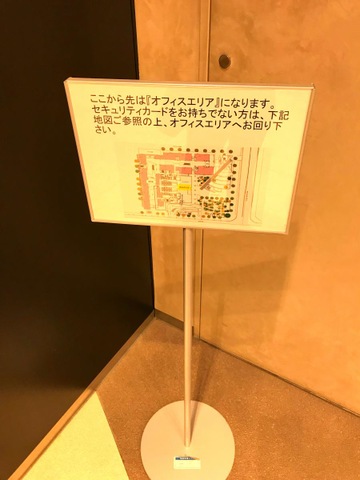 ここから先は『オフィスエリア』になります。
セキュリティカードをお持ちでない方は、下記
地図ご参照の上、オフィスエリアへお回り下
さい。